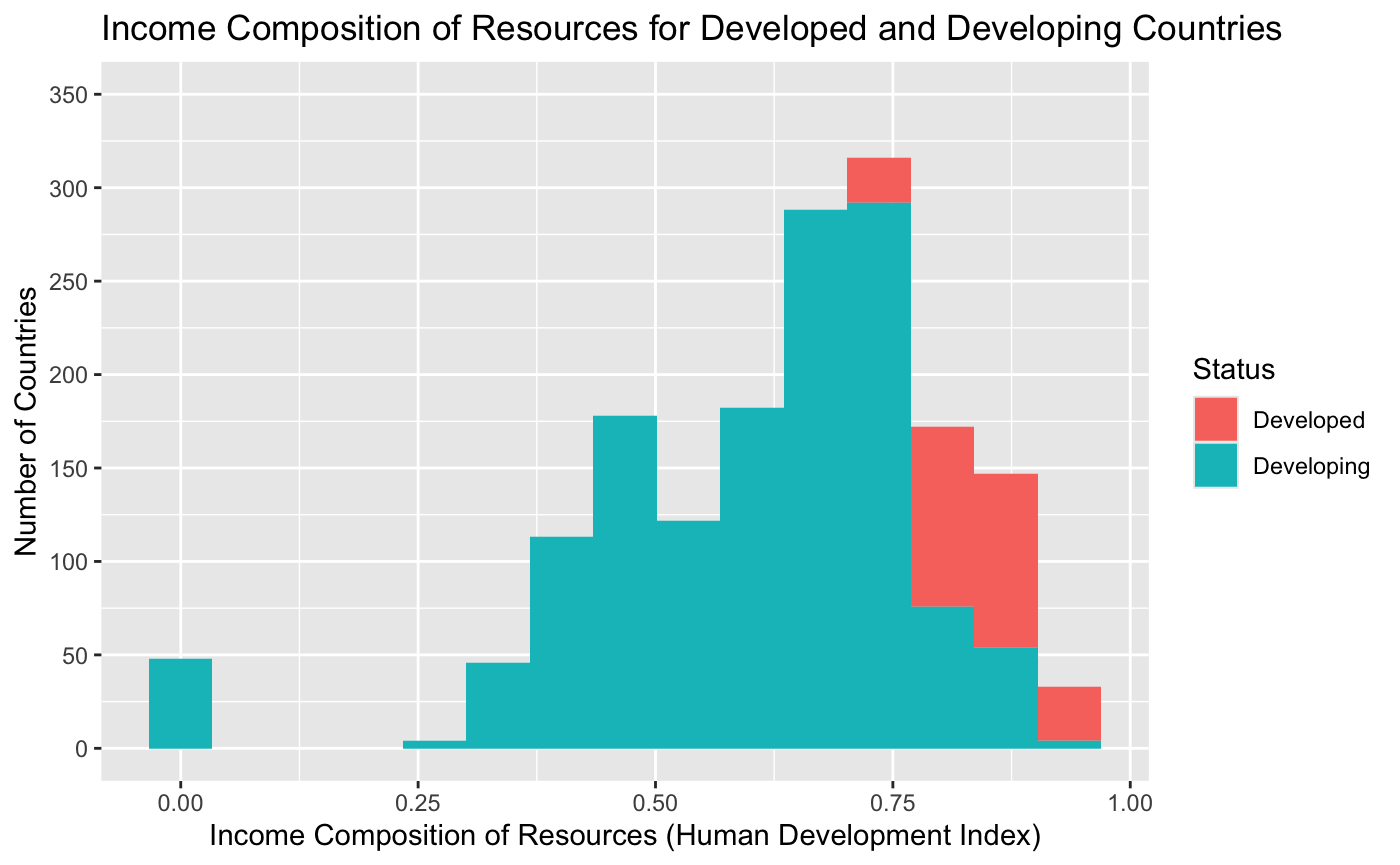 Income Composition of Resources for Developed and Developing Countries
350
300
250
200
150
100
50
0
Number of Countries
0.00 0.25 0.50 0.75 1.00
Income Composition of Resources (Human Development Index)
Status
Developed
Developing